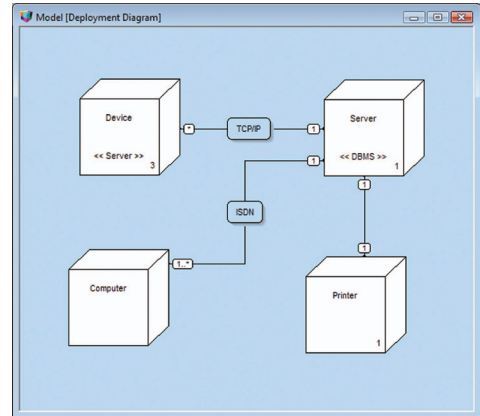 Model [Deployment Diagram]
Device
<< Server >>
3
*
TCP/IP
1
Server
<< DBMS >>
1
1
ISDN
1
1
1..*
Computer
Printer
1